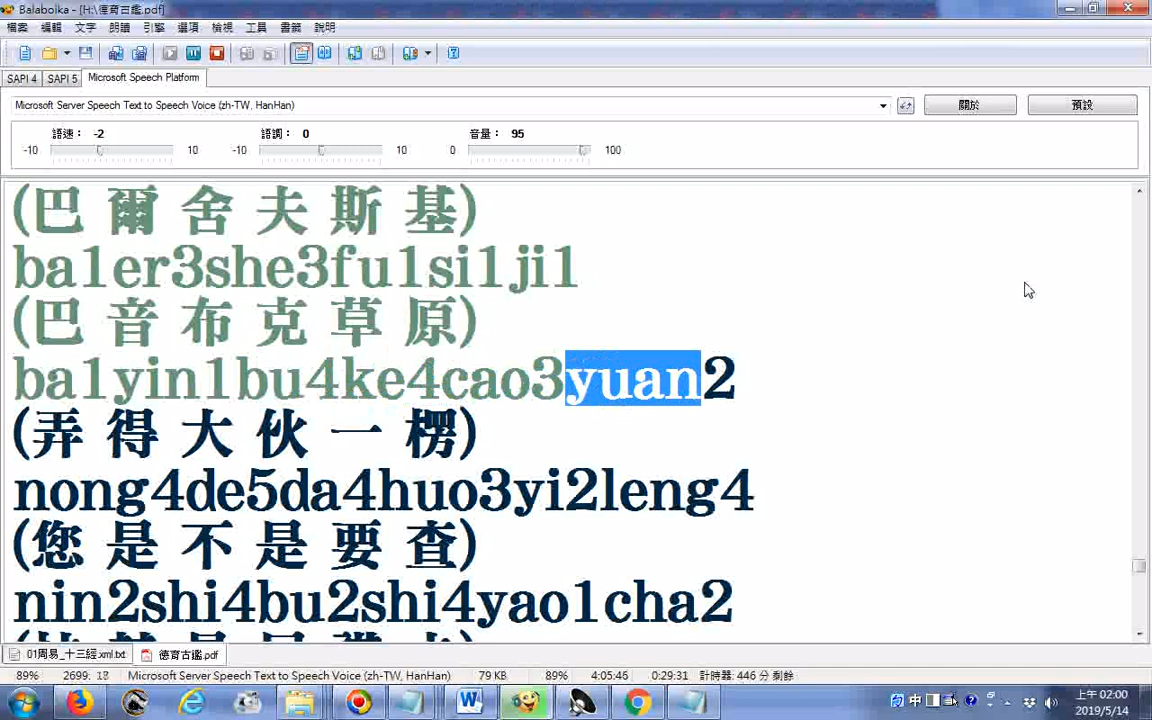 Balabolka - [H:\德育古鑑.pdf]
檔案 編輯 文字 朗讀 引擎 選項 檢視 工具 書籤 說明
SAPI 4 SAPI 5 Microsoft Speech Platform
Microsoft Server Speech Text to Speech Voice (zh-TW, HanHan) 關於 預設
語速： -2 語調： 0 音量： 95
-10 10 -10 10 0 100
(巴 爾 舍 夫 斯 基)
ba1er3she3fu1si1ji1
(巴 音 布 克 草 原)
ba1yin1bu4ke4cao3yuan2
(弄 得 大 伙 一 楞)
nong4de5da4huo3yi2leng4
(您 是 不 是 要 查)
nin2shi4bu2shi4yao1cha2
01周易_十三經.xml.txt 德育古鑑.pdf
89% 2699: 18 Microsoft Server Speech Text to Speech Voice (zh-TW, HanHan) 79 KB 89% 4:05:46 0:29:31 計時器: 446 分 剩餘
中 上午 02:00
2019/5/14